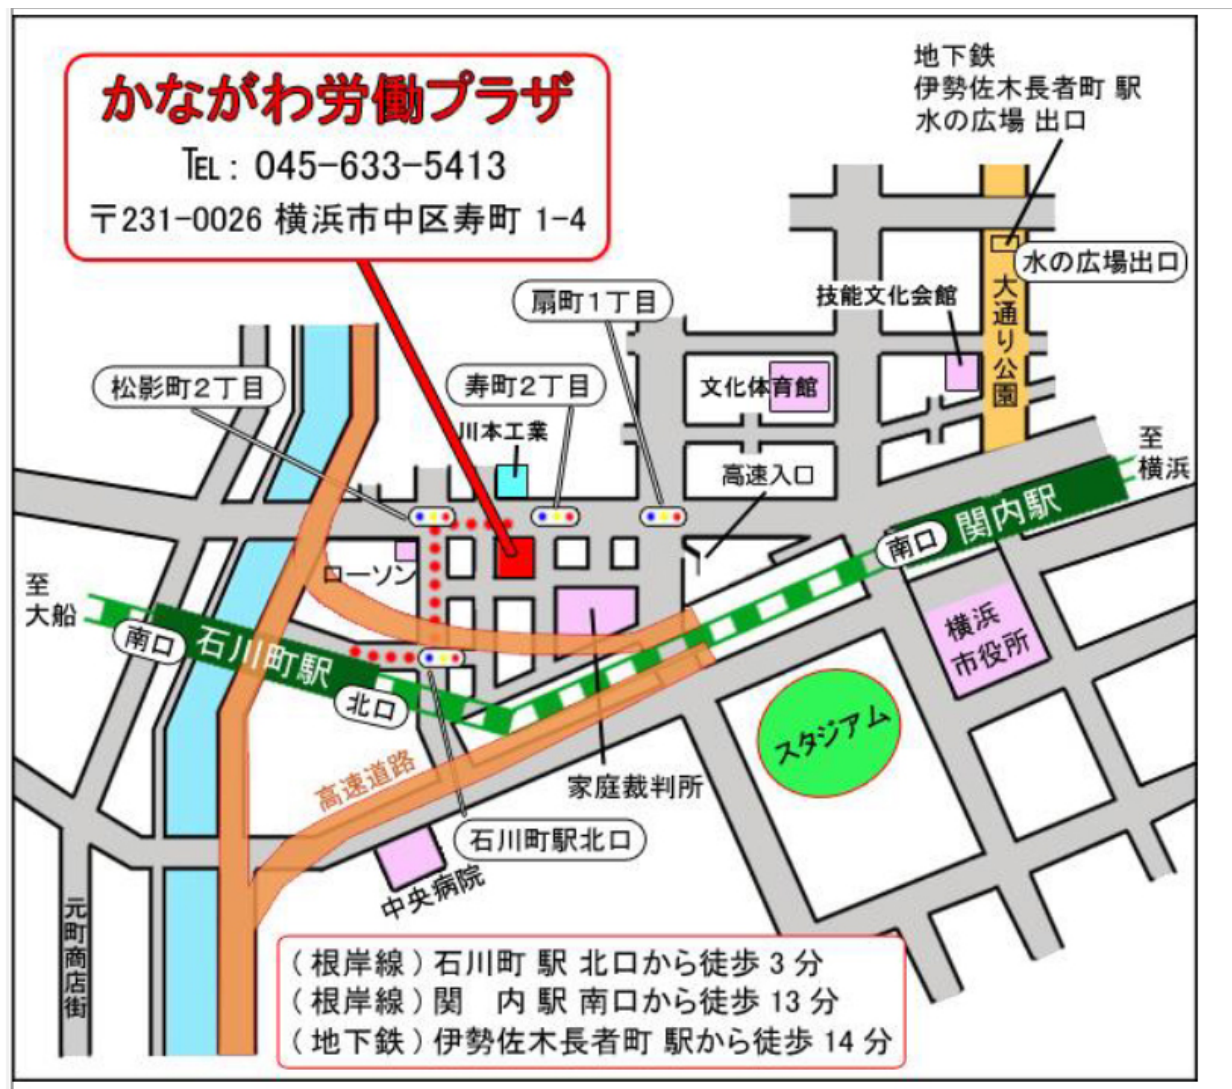 かながわ労働プラザ
℡: 045-633-5413
〒231-0026 横浜市中区寿町 1-4
地下鉄
伊勢佐木長者町 駅
水の広場 出口
水の広場出口
大通り公園
技能文化会館
扇町1丁目
松影町2丁目
寿町2丁目
川本工業
文化体育館
高速入口
至
横浜
関内駅
南口
ローソン
至
大船
南口
石川町駅
北口
横浜
市役所
スタジアム
高速道路
家庭裁判所
石川町駅北口
中央病院
元町商店街
(根岸線)石川町 駅 北口から徒歩 3 分
(根岸線)関 内 駅 南口から徒歩 13 分
(地下鉄)伊勢佐木長者町 駅から徒歩 14 分